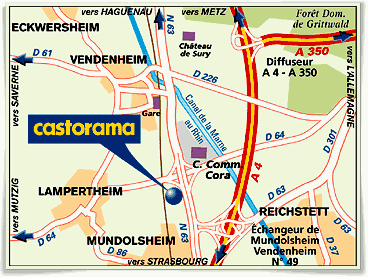 vers HAGUENAU
N 63
vers METZ
Forêt Dom.
de Grittwald
ECKWERSHEIM
D 61
Château
de Sury
A 350
VENDENHEIM
Diffuseur
A 4 - A 350
vers SAVERNE
D 226
vers L'ALLEMAGNE
Gare
Canal de la Marne
au Rhin
castorama
D 64
D 301
C. Comm.
Cora
A 4
D 63
LAMPERTHEIM
vers MUTZIG
REICHSTETT
D 63
D 64
D 86
N 63
MUNDOLSHEIM
Échangeur de
Mundolsheim
Vendenheim
N° 49
vers STRASBOURG